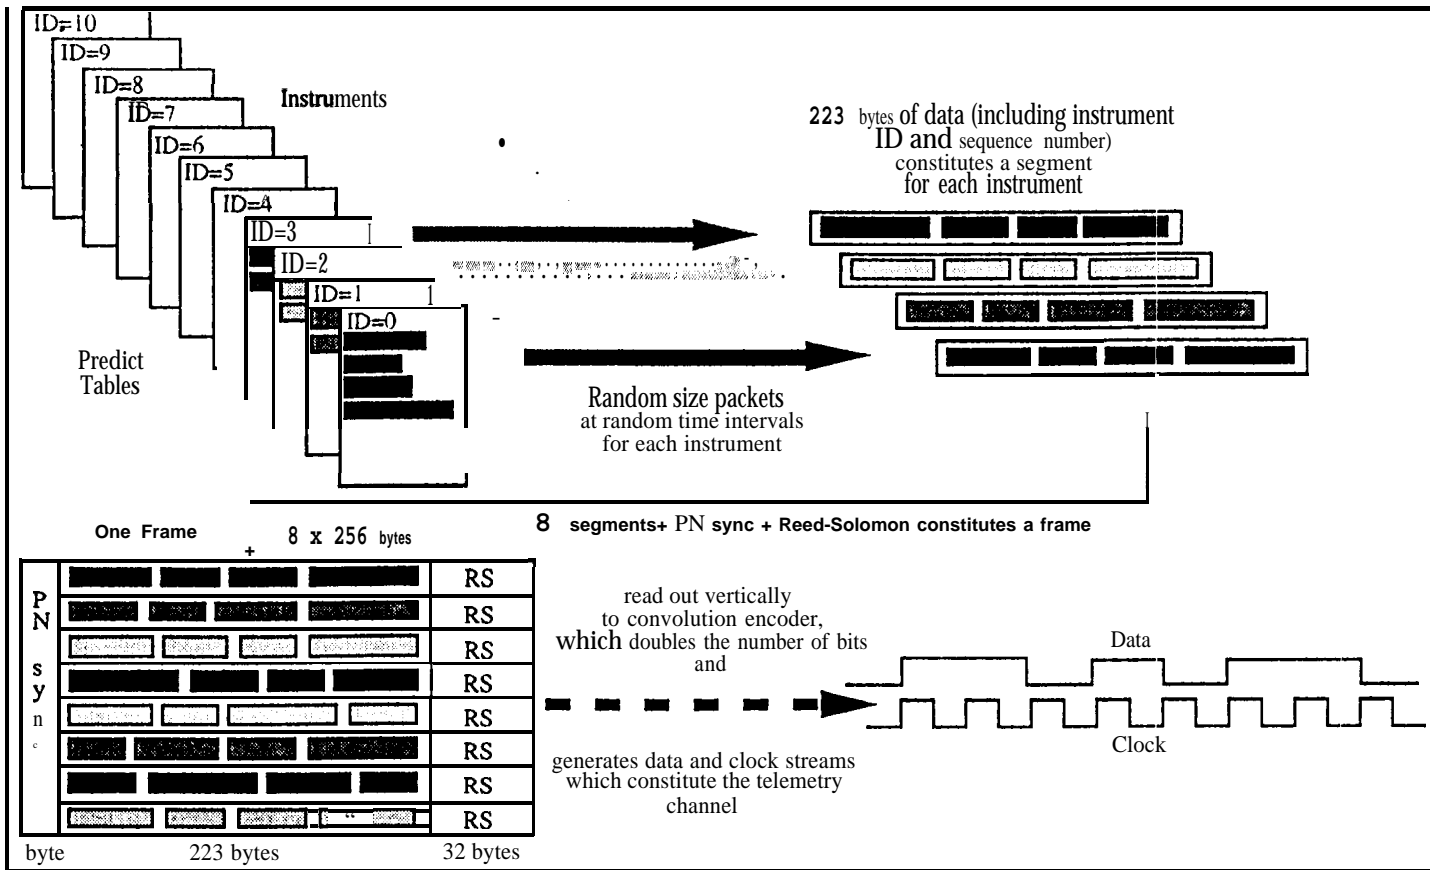 ID=10
ID=9
ID=8
ID=7
ID=6
ID=5
ID=4
ID=3
ID=2
ID=1
ID=0
Instruments
Predict
Tables
223 bytes of data (including instrument
ID and sequence number)
constitutes a segment
for each instrument
Random size packets
at random time intervals
for each instrument
8 segments+ PN sync + Reed-Solomon constitutes a frame
One Frame + 8 x 256 bytes
PN sync
RS
RS
RS
RS
RS
RS
RS
RS
byte 223 bytes 32 bytes
read out vertically
to convolution encoder,
which doubles the number of bits
and
generates data and clock streams
which constitute the telemetry
channel
Data
Clock